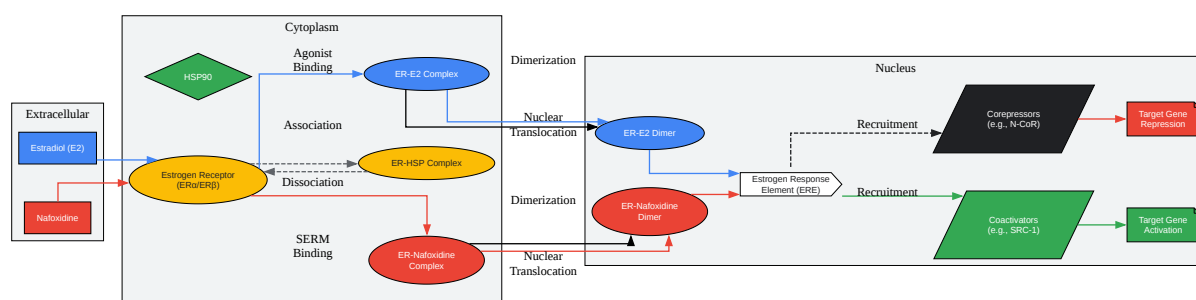 Cytoplasm
Agonist
Binding
HSP90
ER-E2 Complex
Extracellular
Estradiol (E2)
Nafoxidine
Association
Estrogen Receptor
(ERα/ERβ)
ER-HSP Complex
Dissociation
SERM
Binding
ER-Nafoxidine
Complex
Dimerization
Nuclear
Translocation
Dimerization
Nuclear
Translocation
Nucleus
ER-E2 Dimer
ER-Nafoxidine
Dimer
Estrogen Response
Element (ERE)
Recruitment
Recruitment
Corepressors
(e.g., N-CoR)
Target Gene
Repression
Coactivators
(e.g., SRC-1)
Target Gene
Activation